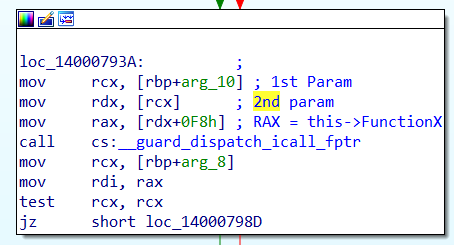 loc_14000793A: ;
mov rcx, [rbp+arg_10] ; 1st Param
mov rdx, [rcx] ; 2nd param
mov rax, [rdx+0F8h] ; RAX = this->FunctionX
call cs:__guard_dispatch_icall_fptr
mov rcx, [rbp+arg_8]
mov rdi, rax
test rcx, rcx
jz short loc_14000798D